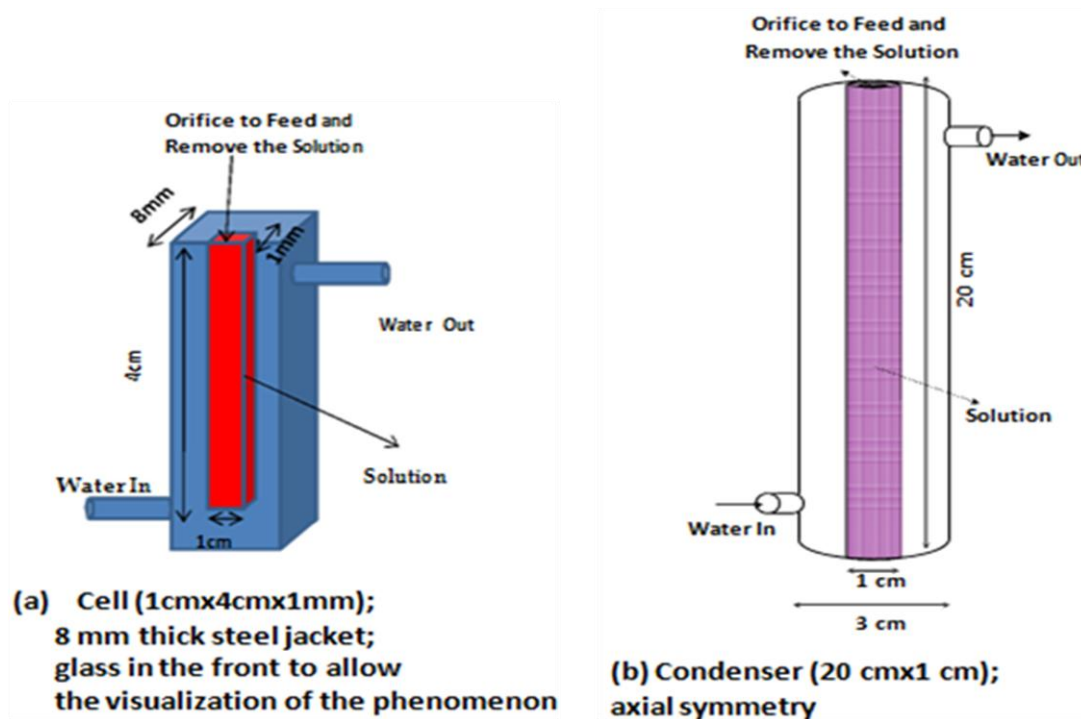 Orifice to Feed and
Remove the Solution
8mm
1mm
4cm
Water Out
Water In
Solution
1cm
(a) Cell (1cmx4cmx1mm);
8 mm thick steel jacket;
glass in the front to allow
the visualization of the phenomenon
Orifice to Feed and
Remove the Solution
Water Out
20 cm
Solution
Water In
1 cm
3 cm
(b) Condenser (20 cmx1 cm);
axial symmetry